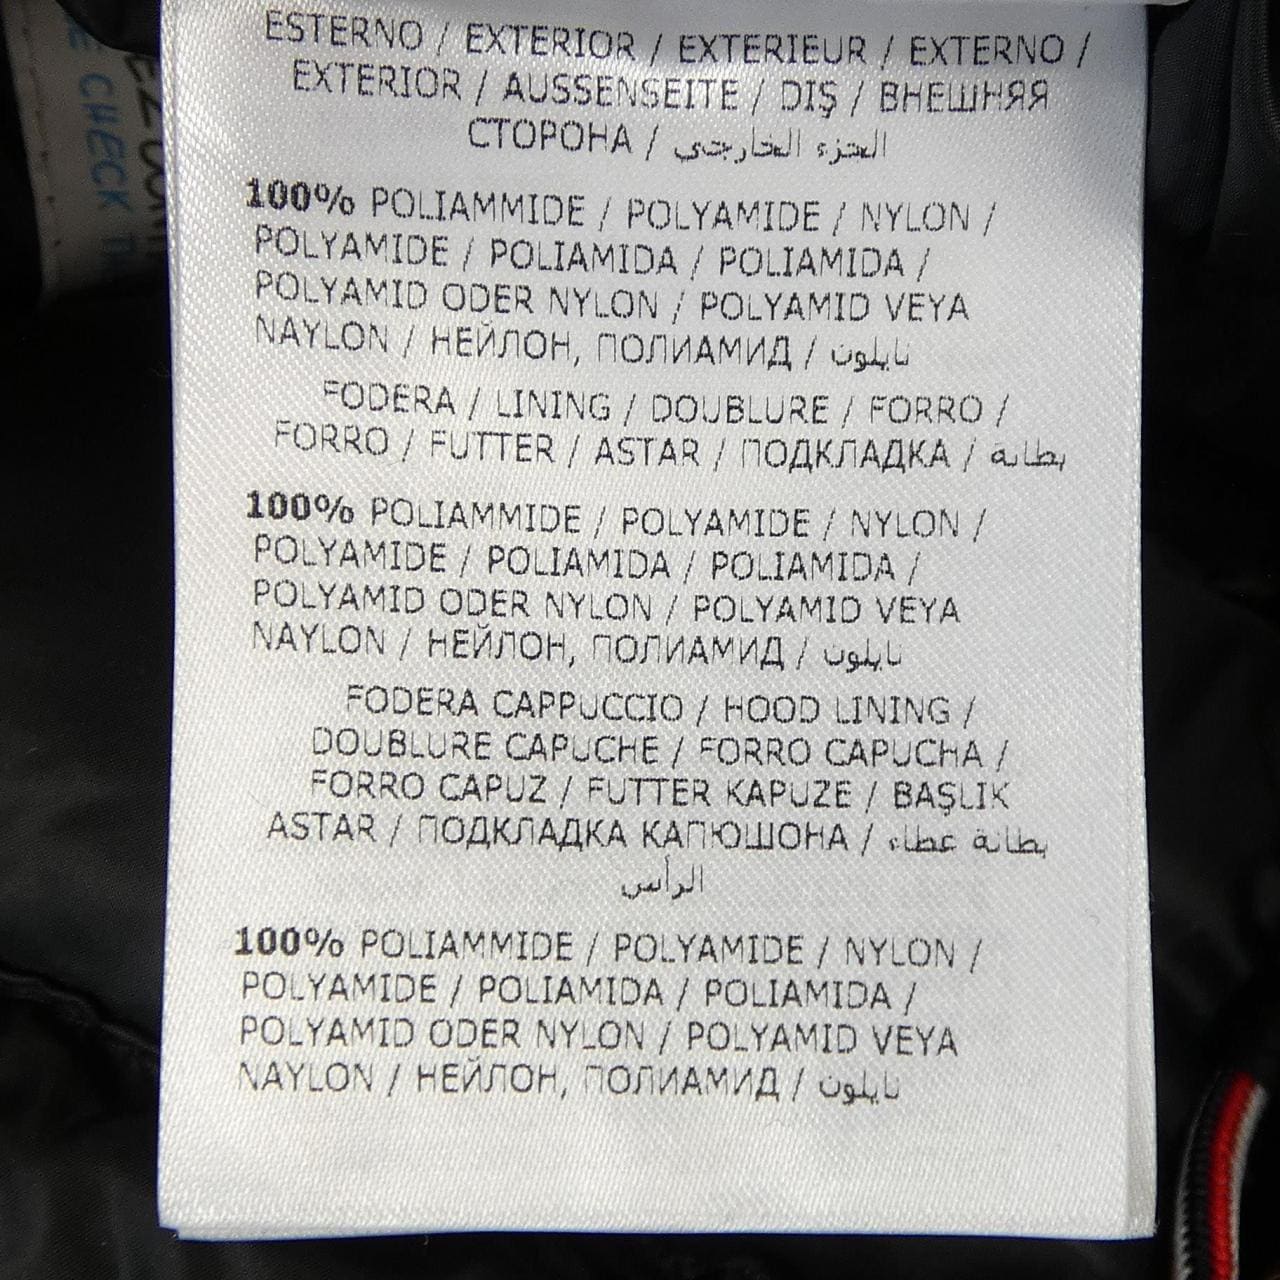 ESTERNO / EXTERIOR / EXTERIEUR / EXTERNO /
EXTERIOR / AUSSENSEITE / DIŞ / ВНЕШНЯЯ
СТОРОНА / الجزء الخارجي
100% POLIAMMIDE / POLYAMIDE / NYLON /
POLYAMIDE / POLIAMIDA / POLIAMIDA /
POLYAMID ODER NYLON / POLYAMID VEYA
NAYLON / НЕЙЛОН, ПОЛИАМИД / نايلون
FODERA / LINING / DOUBLURE / FORRO /
FORRO / FUTTER / ASTAR / ПОДКЛАДКА / بطانة
100% POLIAMMIDE / POLYAMIDE / NYLON /
POLYAMIDE / POLIAMIDA / POLIAMIDA /
POLYAMID ODER NYLON / POLYAMID VEYA
NAYLON / НЕЙЛОН, ПОЛИАМИД / نايلون
FODERA CAPPUCCIO / HOOD LINING /
DOUBLURE CAPUCHE / FORRO CAPUCHA /
FORRO CAPUZ / FUTTER KAPUZE / BAŞLIK
ASTAR / ПОДКЛАДКА КАПЮШОНА / بطانة غطاء
الرأس
100% POLIAMMIDE / POLYAMIDE / NYLON /
POLYAMIDE / POLIAMIDA / POLIAMIDA /
POLYAMID ODER NYLON / POLYAMID VEYA
NAYLON / НЕЙЛОН, ПОЛИАМИД / نايلون
CHECK